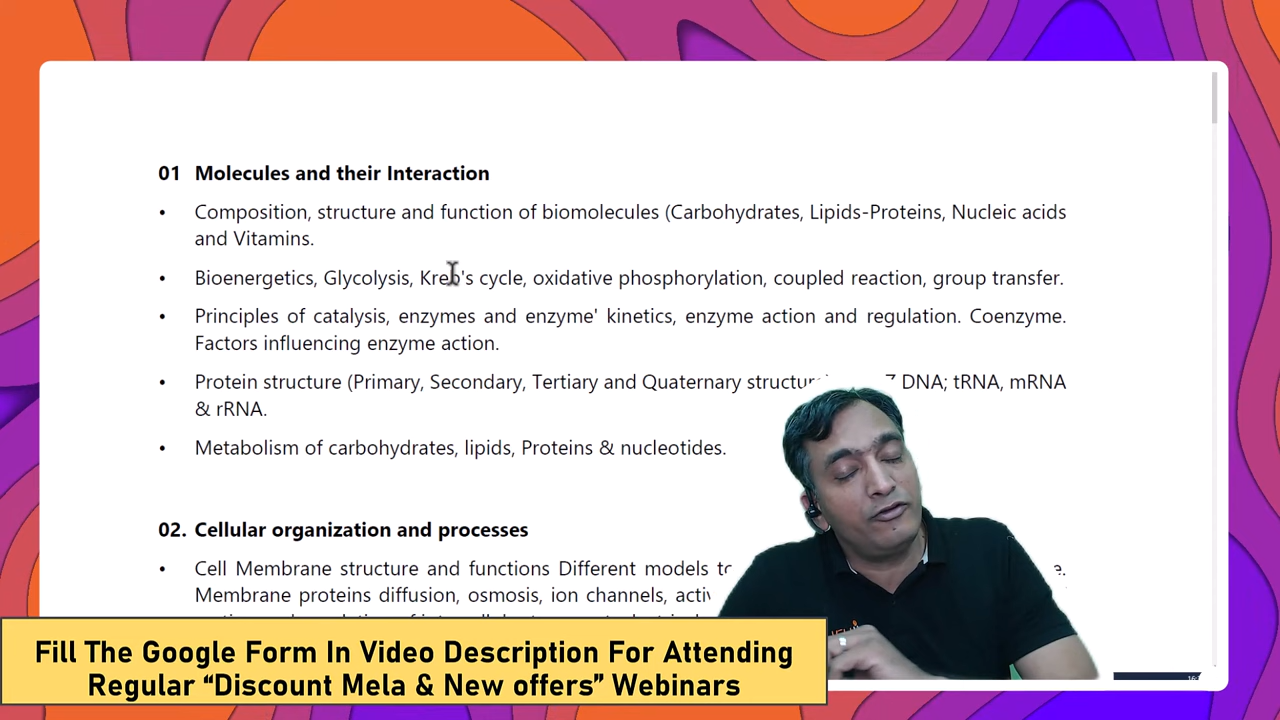 01 Molecules and their Interaction
• Composition, structure and function of biomolecules (Carbohydrates, Lipids-Proteins, Nucleic acids
and Vitamins.
• Bioenergetics, Glycolysis, Kreb's cycle, oxidative phosphorylation, coupled reaction, group transfer.
• Principles of catalysis, enzymes and enzyme' kinetics, enzyme action and regulation. Coenzyme.
Factors influencing enzyme action.
• Protein structure (Primary, Secondary, Tertiary and Quaternary Z DNA; tRNA, mRNA
& rRNA.
• Metabolism of carbohydrates, lipids, Proteins & nucleotides.
02. Cellular organization and processes
• Cell Membrane structure and functions Different models
Membrane proteins diffusion, osmosis, ion channels,
Fill The Google Form In Video Description For Attending
Regular “Discount Mela & New offers” Webinars